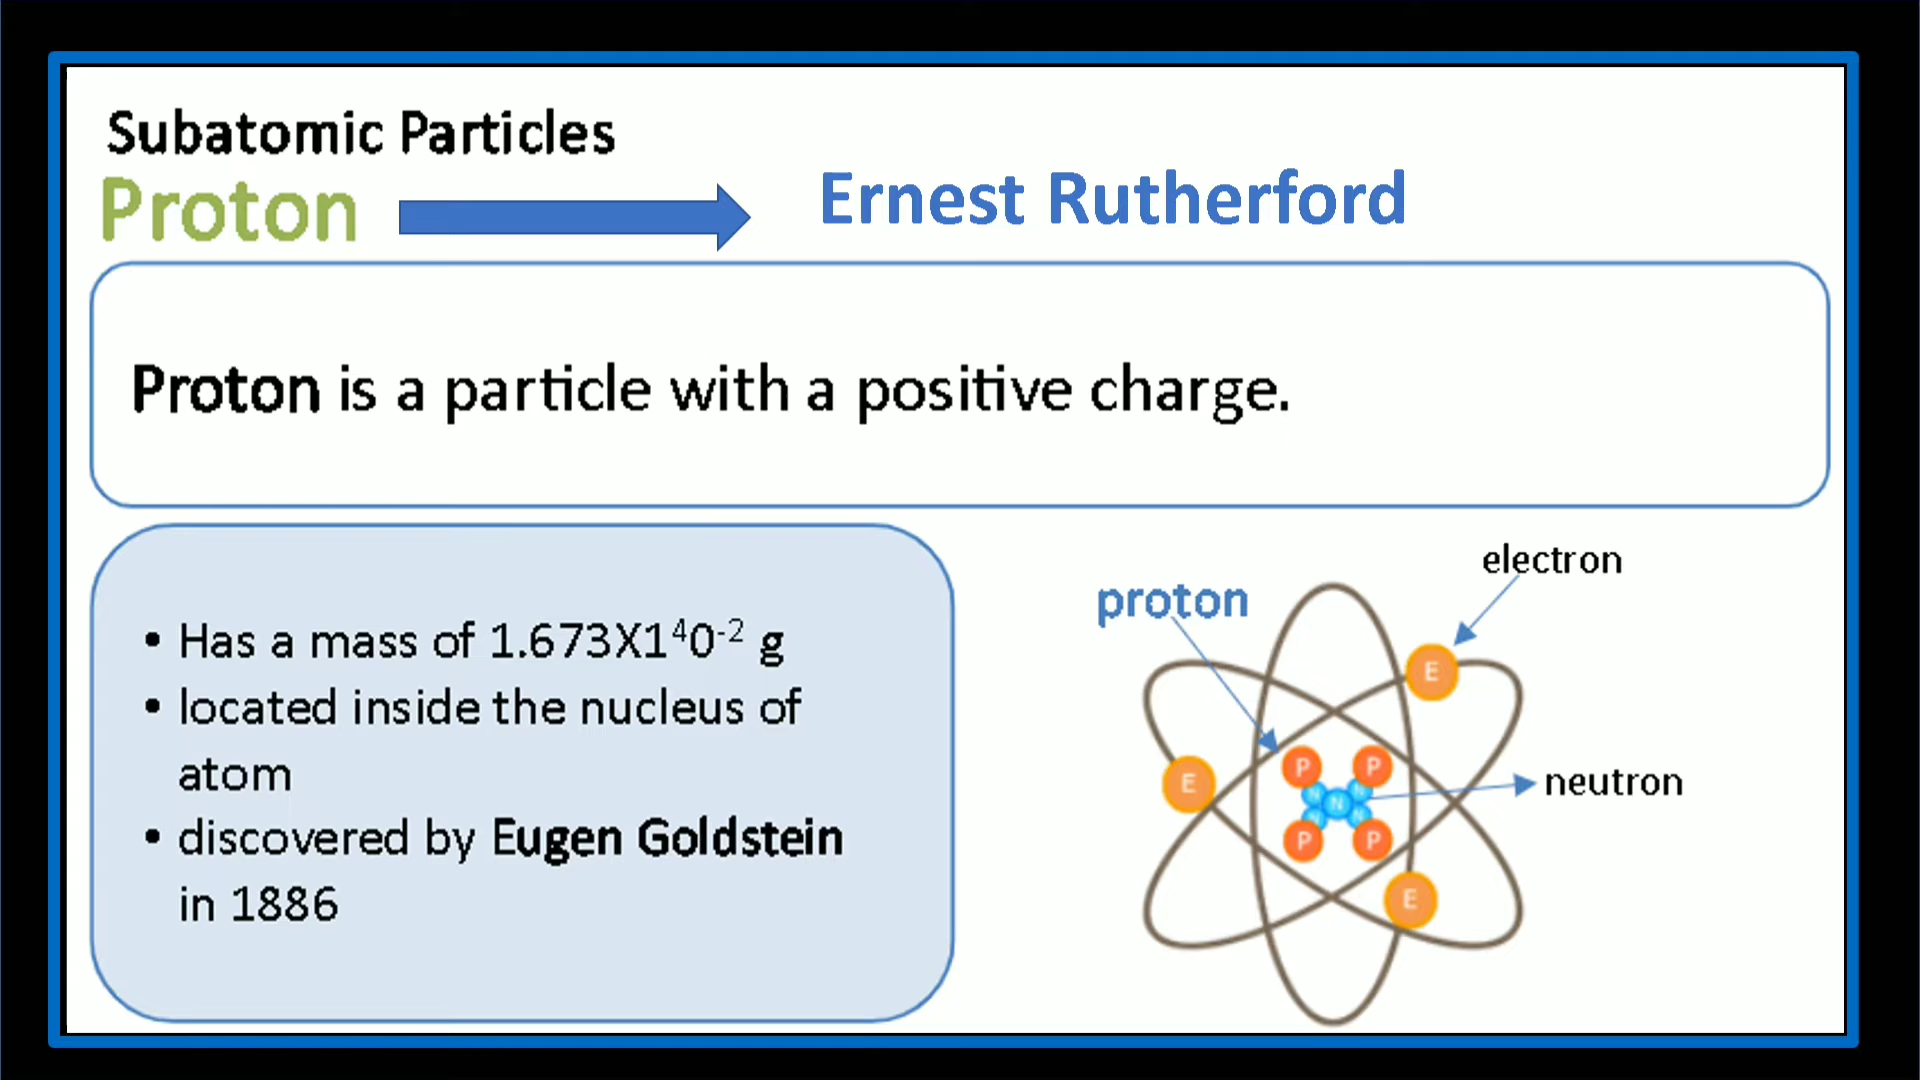 Subatomic Particles
Proton
Ernest Rutherford
Proton is a particle with a positive charge.
• Has a mass of 1.673X1⁴0⁻² g
• located inside the nucleus of
atom
• discovered by Eugen Goldstein
in 1886
electron
proton
E
E
P P
N N
N
N N
P P
neutron
E